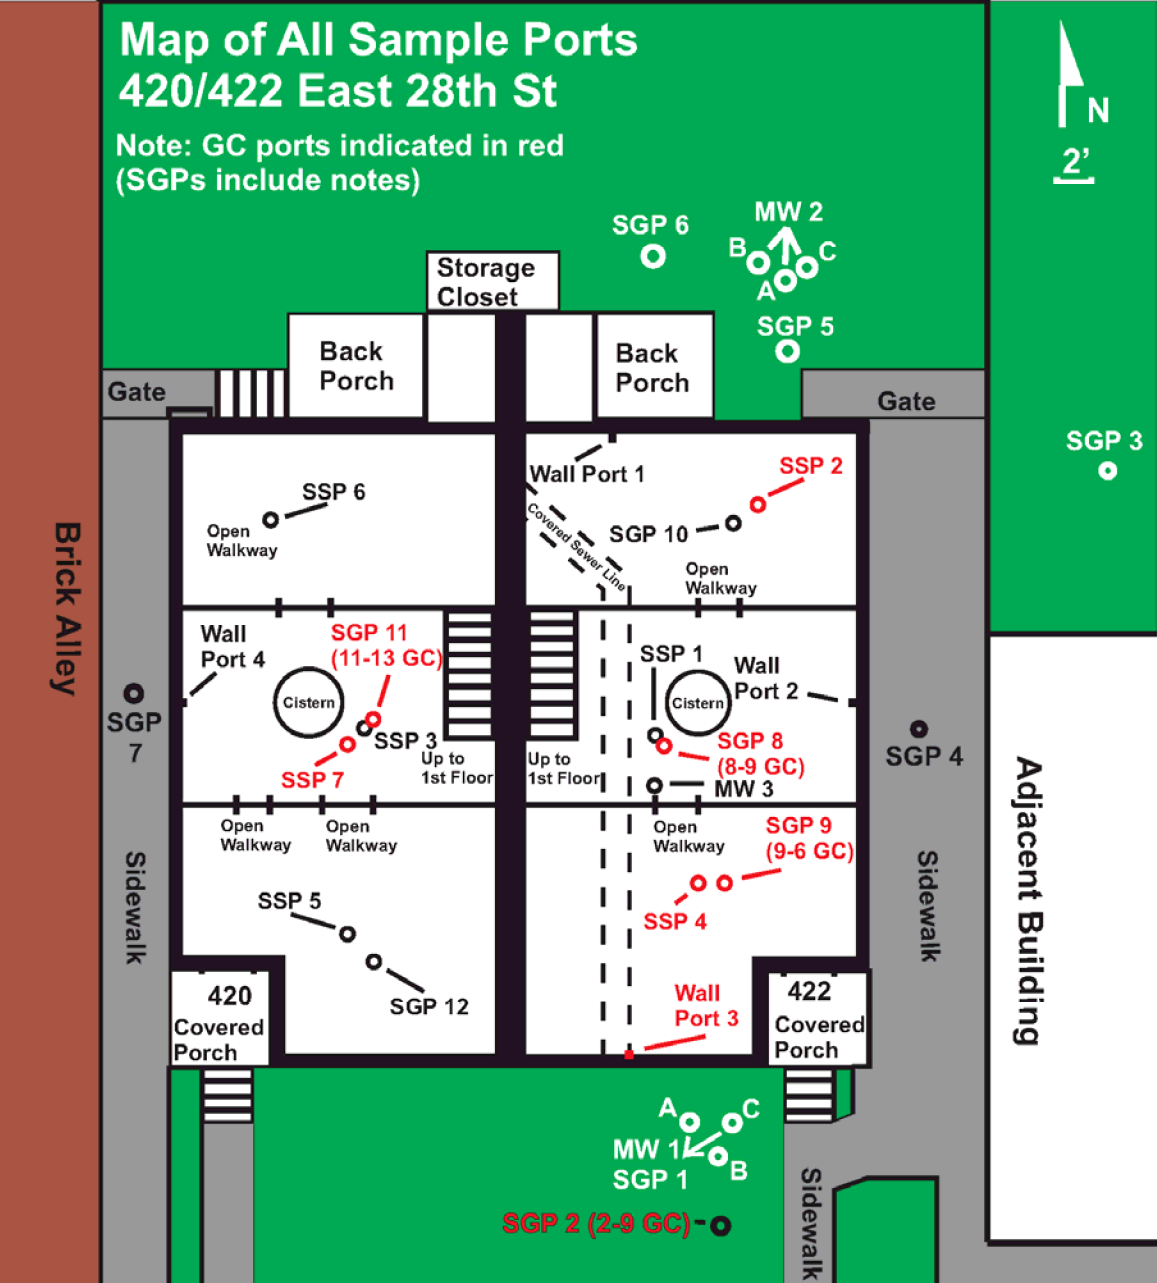 Map of All Sample Ports
420/422 East 28th St
Note: GC ports indicated in red
(SGPs include notes)
N
2’
SGP 6
MW 2
B
C
A
SGP 5
Storage
Closet
Back
Porch
Back
Porch
Gate
Gate
SGP 3
Wall Port 1
SSP 2
SSP 6
Open
Walkway
Covered Sewer Line
SGP 10
Open
Walkway
Brick Alley
Wall
Port 4
SGP 11
(11-13 GC)
Cistern
SSP 3
SSP 7
Up to
1st Floor
Up to
1st Floor
SSP 1
Cistern
Wall
Port 2
SGP 8
(8-9 GC)
MW 3
SGP
7
SGP 4
Open
Walkway
Open
Walkway
Open
Walkway
SGP 9
(9-6 GC)
SSP 4
Sidewalk
Sidewalk
Adjacent Building
SSP 5
SGP 12
Wall
Port 3
420
Covered
Porch
422
Covered
Porch
A
C
MW 1
SGP 1
B
SGP 2 (2-9 GC)
Sidewalk